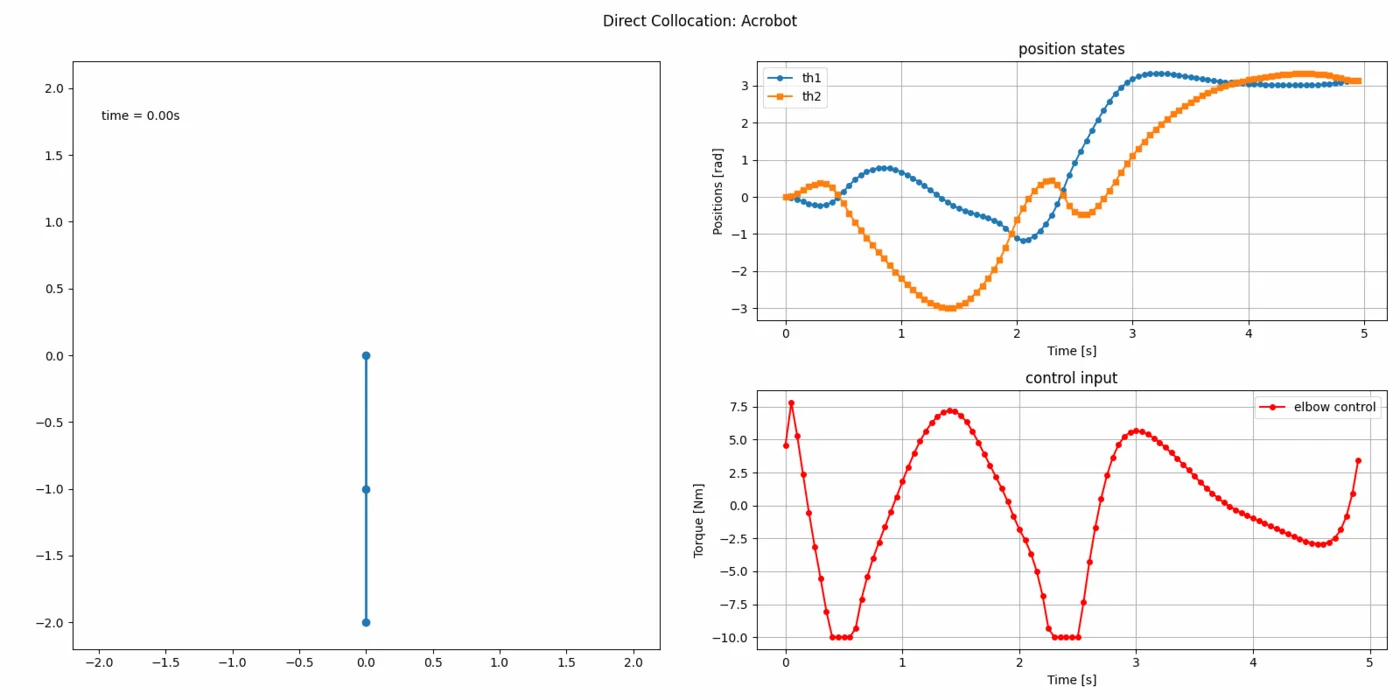 Direct Collocation: Acrobot
time = 0.00s
2.0
1.5
1.0
0.5
0.0
−0.5
−1.0
−1.5
−2.0
−2.0 −1.5 −1.0 −0.5 0.0 0.5 1.0 1.5 2.0
position states
th1
th2
Positions [rad]
3
2
1
0
−1
−2
−3
0 1 2 3 4 5
Time [s]
control input
elbow control
Torque [Nm]
7.5
5.0
2.5
0.0
−2.5
−5.0
−7.5
−10.0
0 1 2 3 4 5
Time [s]